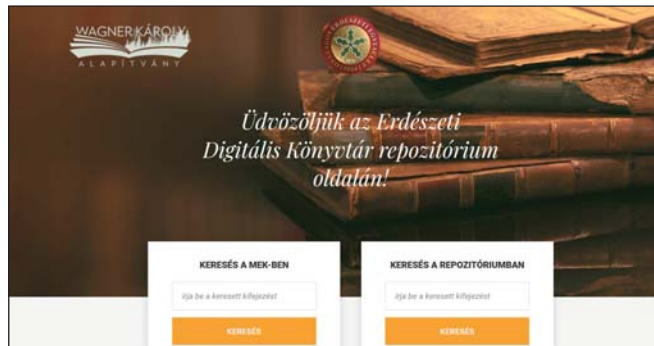 WAGNER KÁROLY
ALAPÍTVÁNY
Üdvözöljük az Erdészeti
Digitális Könyvtár repozitórium
oldalán!
KERESÉS A MEK-BEN
írja be a keresett kifejezést
KERESÉS
KERESÉS A REPOZITÓRIUMBAN
írja be a keresett kifejezést
KERESÉS